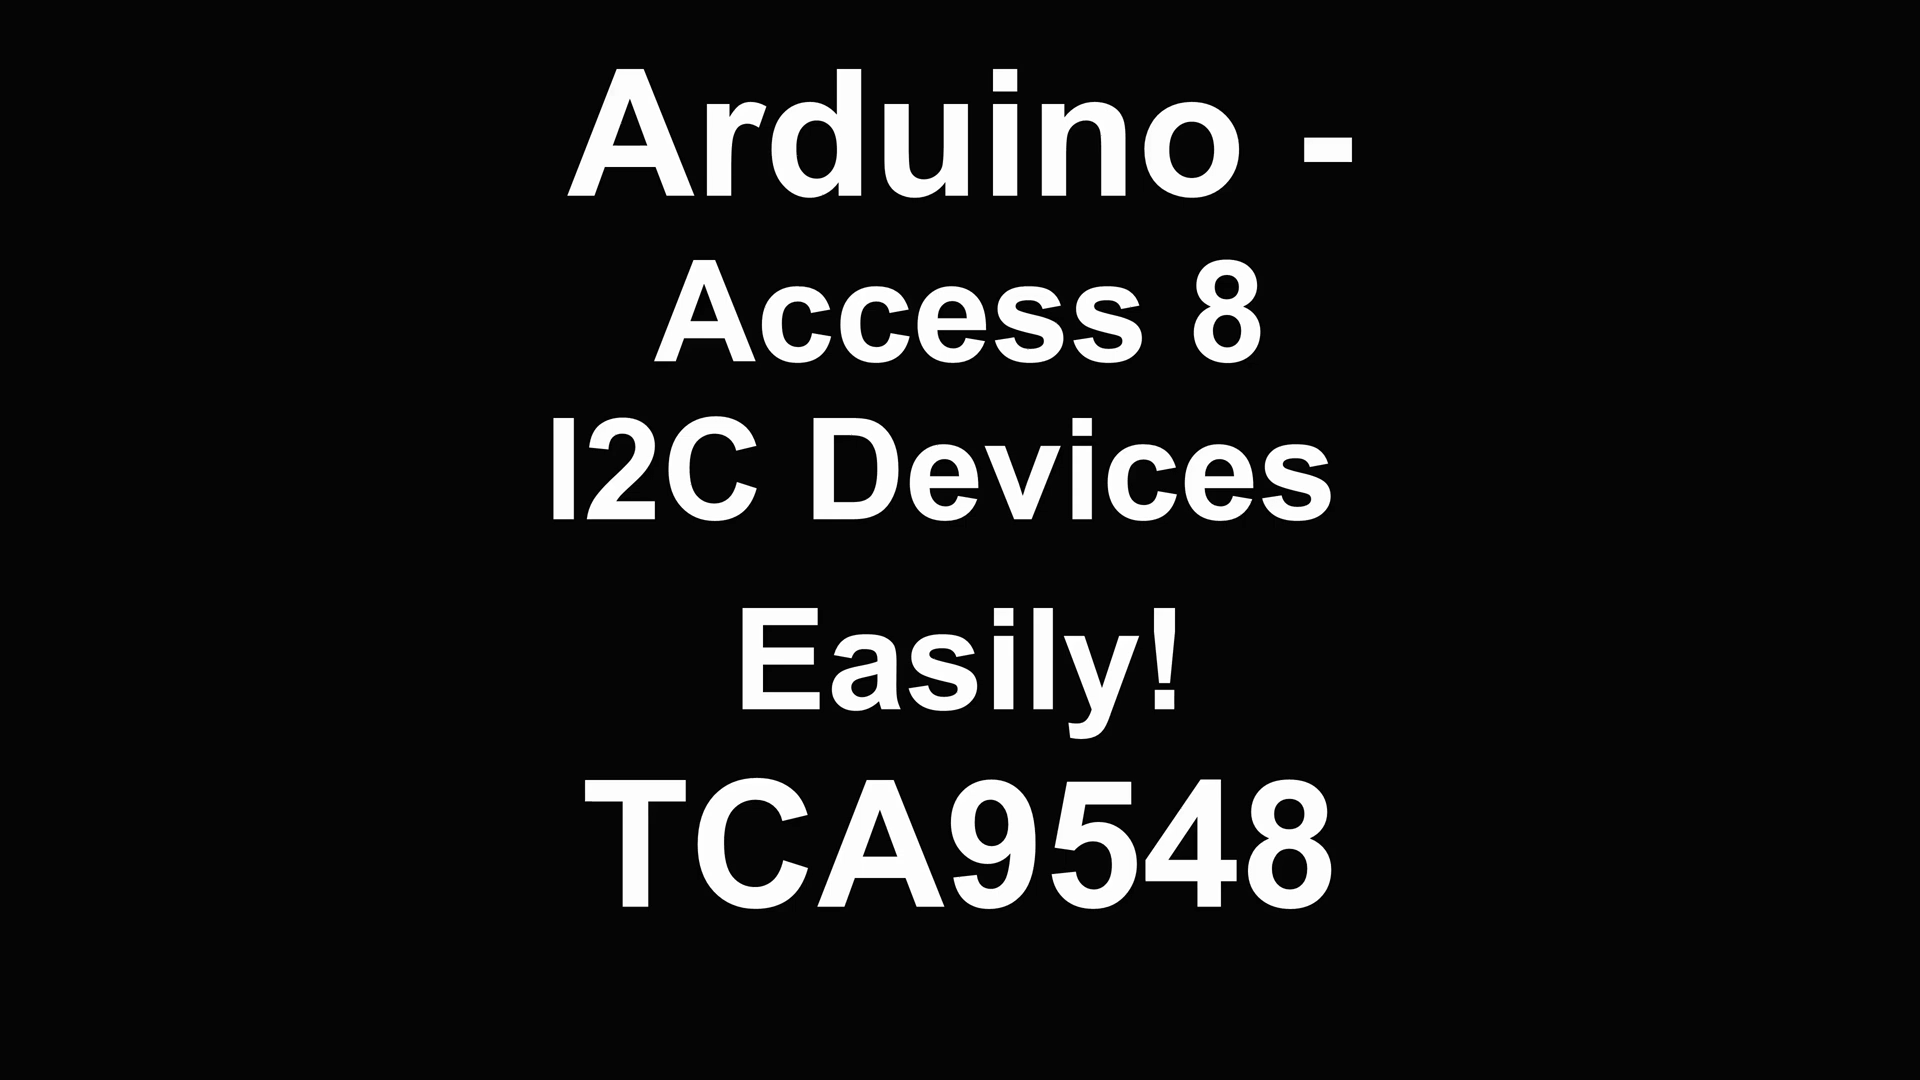 Arduino -
Access 8
I2C Devices
Easily!
TCA9548